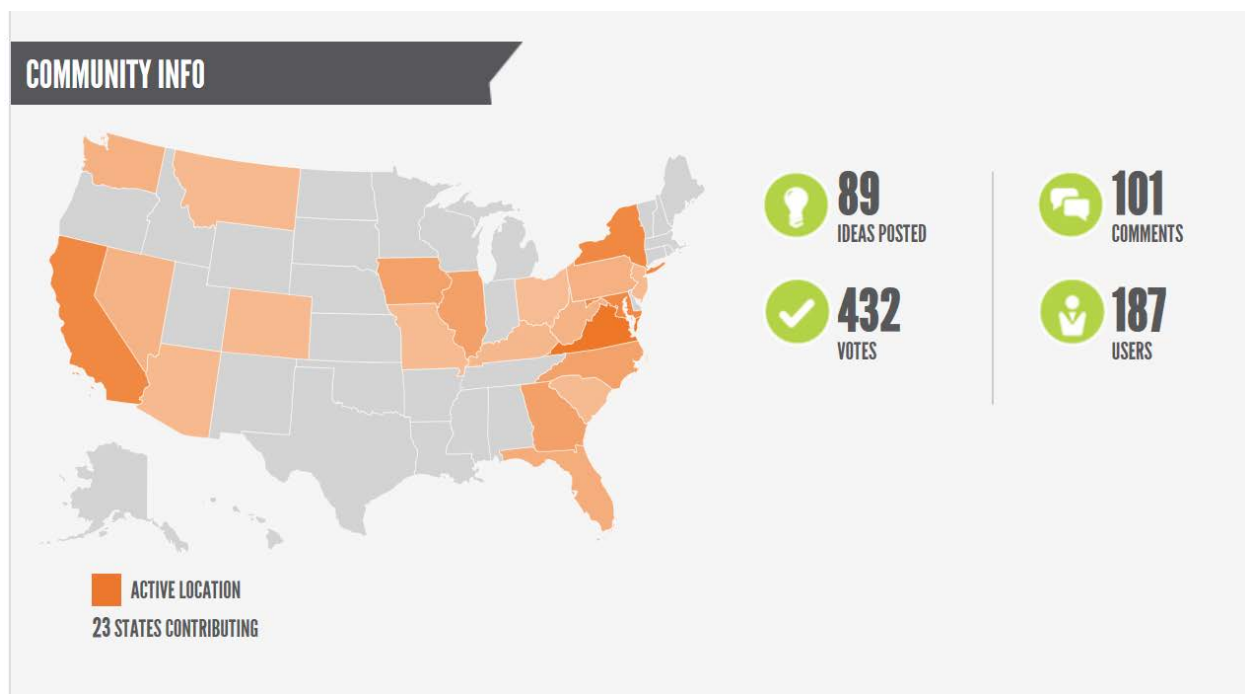 COMMUNITY INFO
89
IDEAS POSTED
101
COMMENTS
432
VOTES
187
USERS
ACTIVE LOCATION
23 STATES CONTRIBUTING